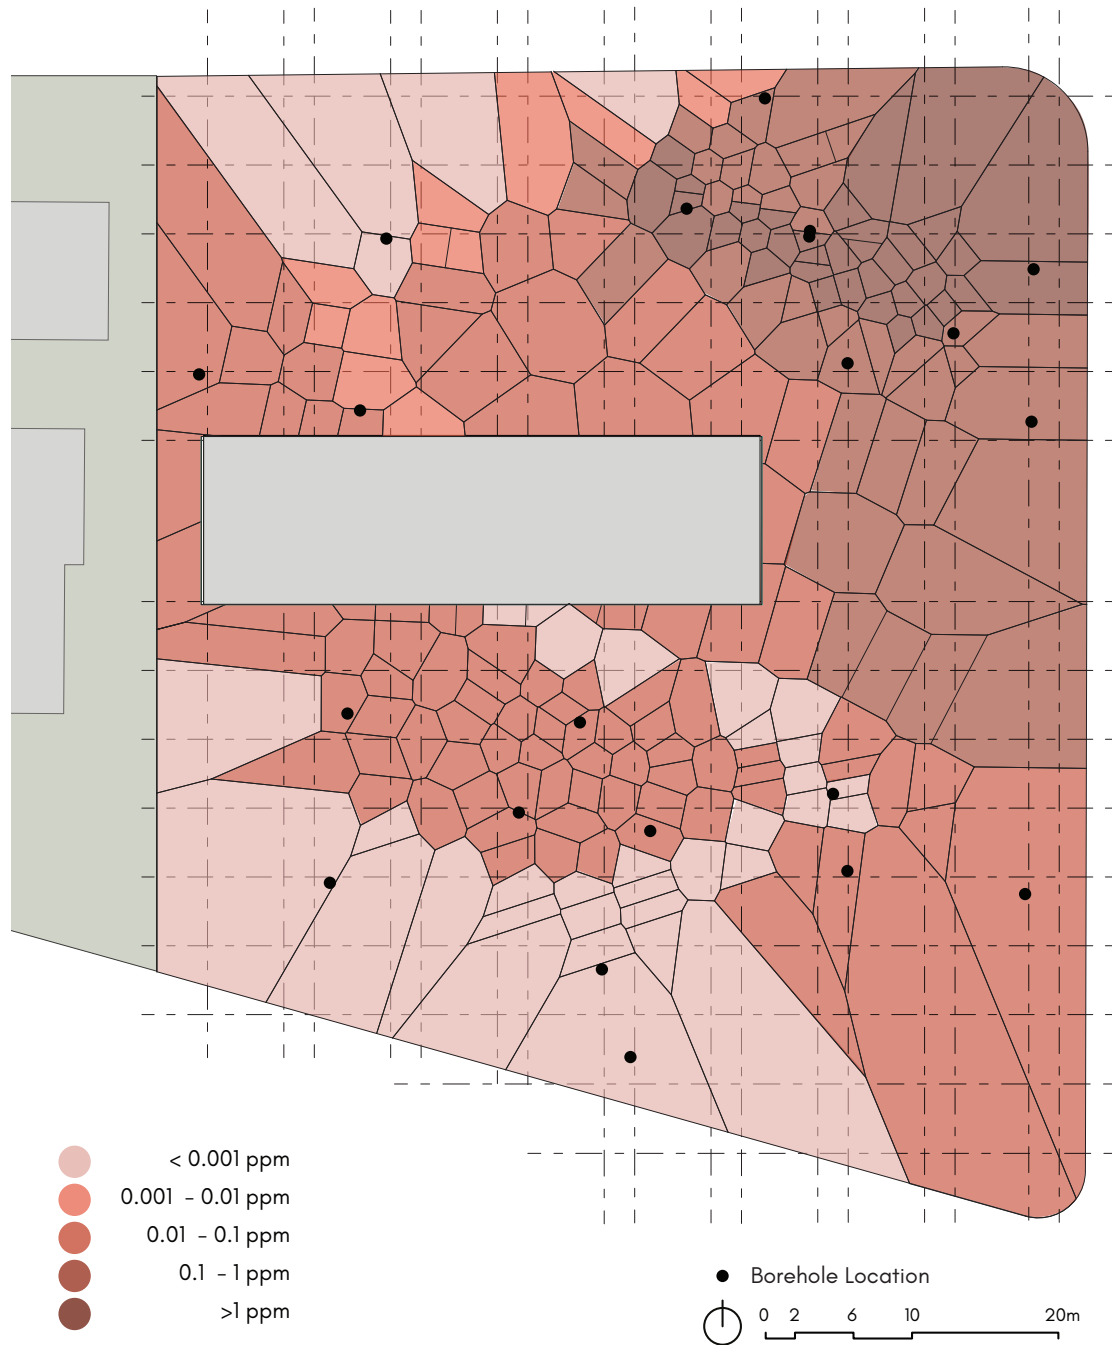 < 0.001 ppm
0.001 - 0.01 ppm
0.01 - 0.1 ppm
0.1 - 1 ppm
>1 ppm
Borehole Location
0 2 6 10 20m